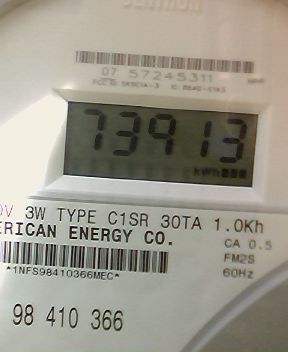 CENTRON
07 57245311
73913
kWh
0V 3W TYPE C1SR 30TA 1.0Kh
ERICAN ENERGY CO.
CA 0.5
FM2S
60Hz
*1NFS98410366MEC*
98 410 366